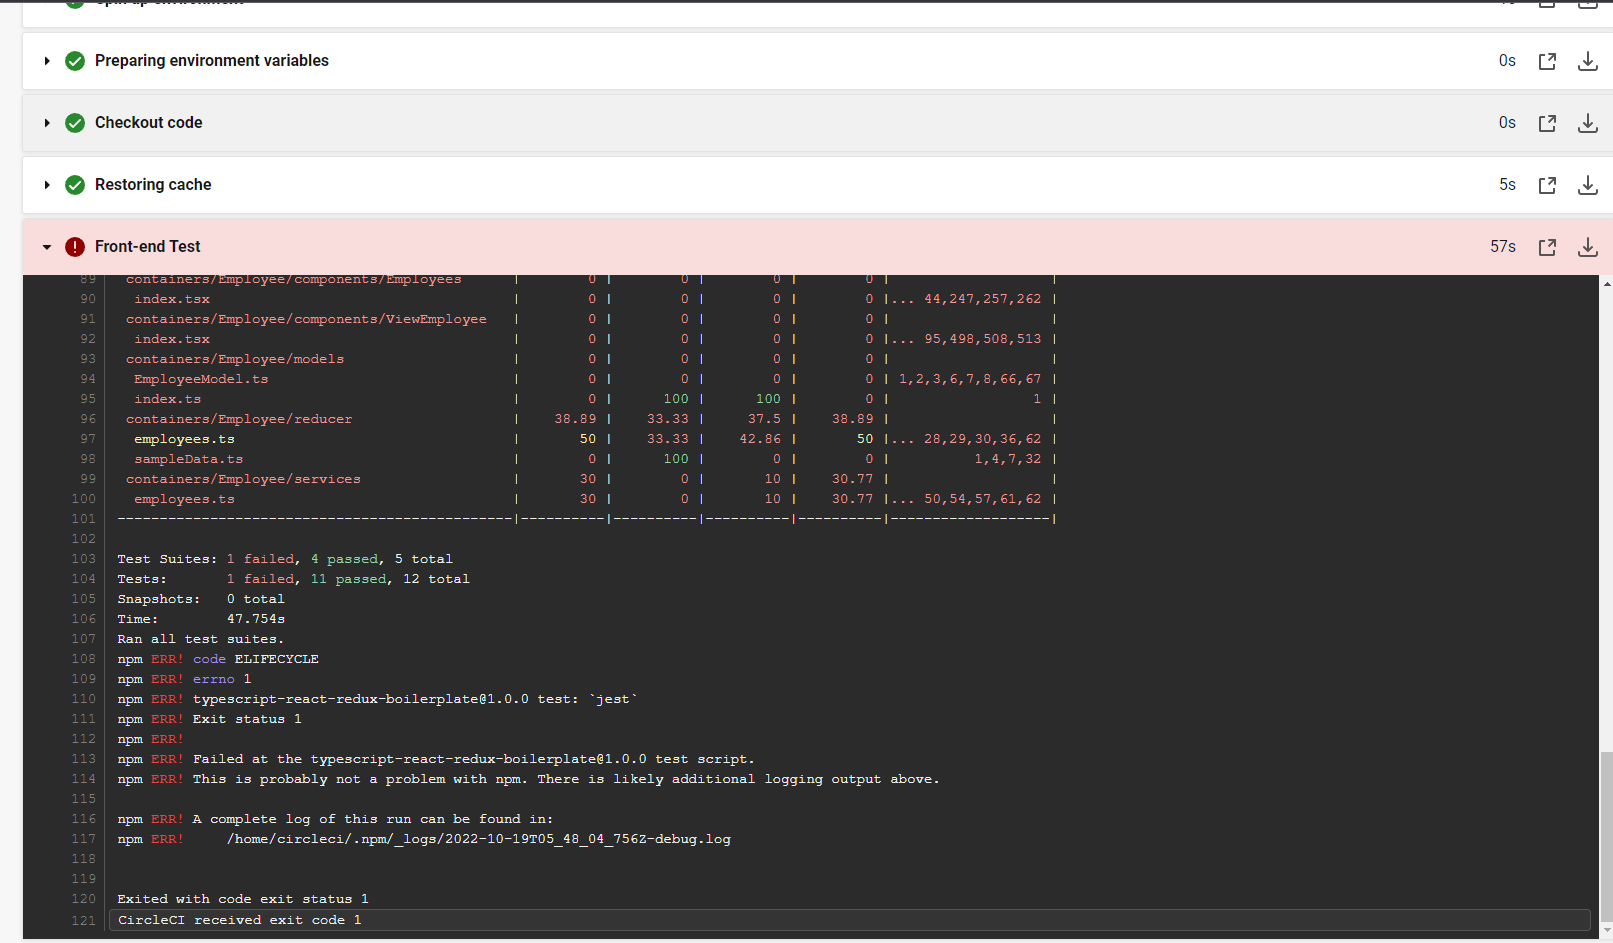 Spin up environment
Preparing environment variables 0s
Checkout code 0s
Restoring cache 5s
Front-end Test 57s
89 containers/Employee/components/Employees | 0 | 0 | 0 | 0 | |
90 index.tsx | 0 | 0 | 0 | 0 |... 44,247,257,262 |
91 containers/Employee/components/ViewEmployee | 0 | 0 | 0 | 0 | |
92 index.tsx | 0 | 0 | 0 | 0 |... 95,498,508,513 |
93 containers/Employee/models | 0 | 0 | 0 | 0 | |
94 EmployeeModel.ts | 0 | 0 | 0 | 0 | 1,2,3,6,7,8,66,67 |
95 index.ts | 0 | 100 | 100 | 0 | 1 |
96 containers/Employee/reducer | 38.89 | 33.33 | 37.5 | 38.89 | |
97 employees.ts | 50 | 33.33 | 42.86 | 50 |... 28,29,30,36,62 |
98 sampleData.ts | 0 | 100 | 0 | 0 | 1,4,7,32 |
99 containers/Employee/services | 30 | 0 | 10 | 30.77 | |
100 employees.ts | 30 | 0 | 10 | 30.77 |... 50,54,57,61,62 |
101 -----------------------------------------------|----------|----------|----------|----------|-------------------|
102
103 Test Suites: 1 failed, 4 passed, 5 total
104 Tests: 1 failed, 11 passed, 12 total
105 Snapshots: 0 total
106 Time: 47.754s
107 Ran all test suites.
108 npm ERR! code ELIFECYCLE
109 npm ERR! errno 1
110 npm ERR! typescript-react-redux-boilerplate@1.0.0 test: `jest`
111 npm ERR! Exit status 1
112 npm ERR!
113 npm ERR! Failed at the typescript-react-redux-boilerplate@1.0.0 test script.
114 npm ERR! This is probably not a problem with npm. There is likely additional logging output above.
115
116 npm ERR! A complete log of this run can be found in:
117 npm ERR! /home/circleci/.npm/_logs/2022-10-19T05_48_04_756Z-debug.log
118
119
120 Exited with code exit status 1
121 CircleCI received exit code 1